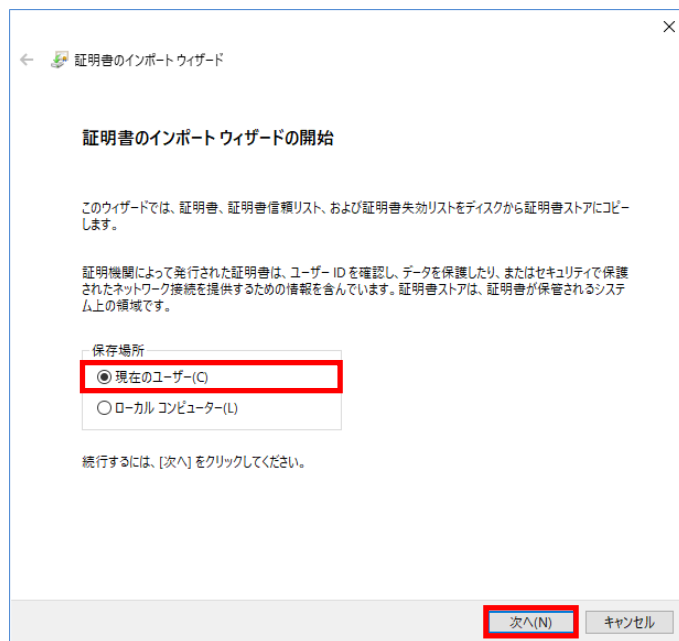 証明書のインポート ウィザード
証明書のインポート ウィザードの開始
このウィザードでは、証明書、証明書信頼リスト、および証明書失効リストをディスクから証明書ストアにコピー
します。
証明機関によって発行された証明書は、ユーザー ID を確認し、データを保護したり、またはセキュリティで保護
されたネットワーク接続を提供するための情報を含んでいます。証明書ストアは、証明書が保管されるシステ
ム上の領域です。
保存場所
現在のユーザー(C)
ローカル コンピューター(L)
続行するには、[次へ] をクリックしてください。
次へ(N)
キャンセル